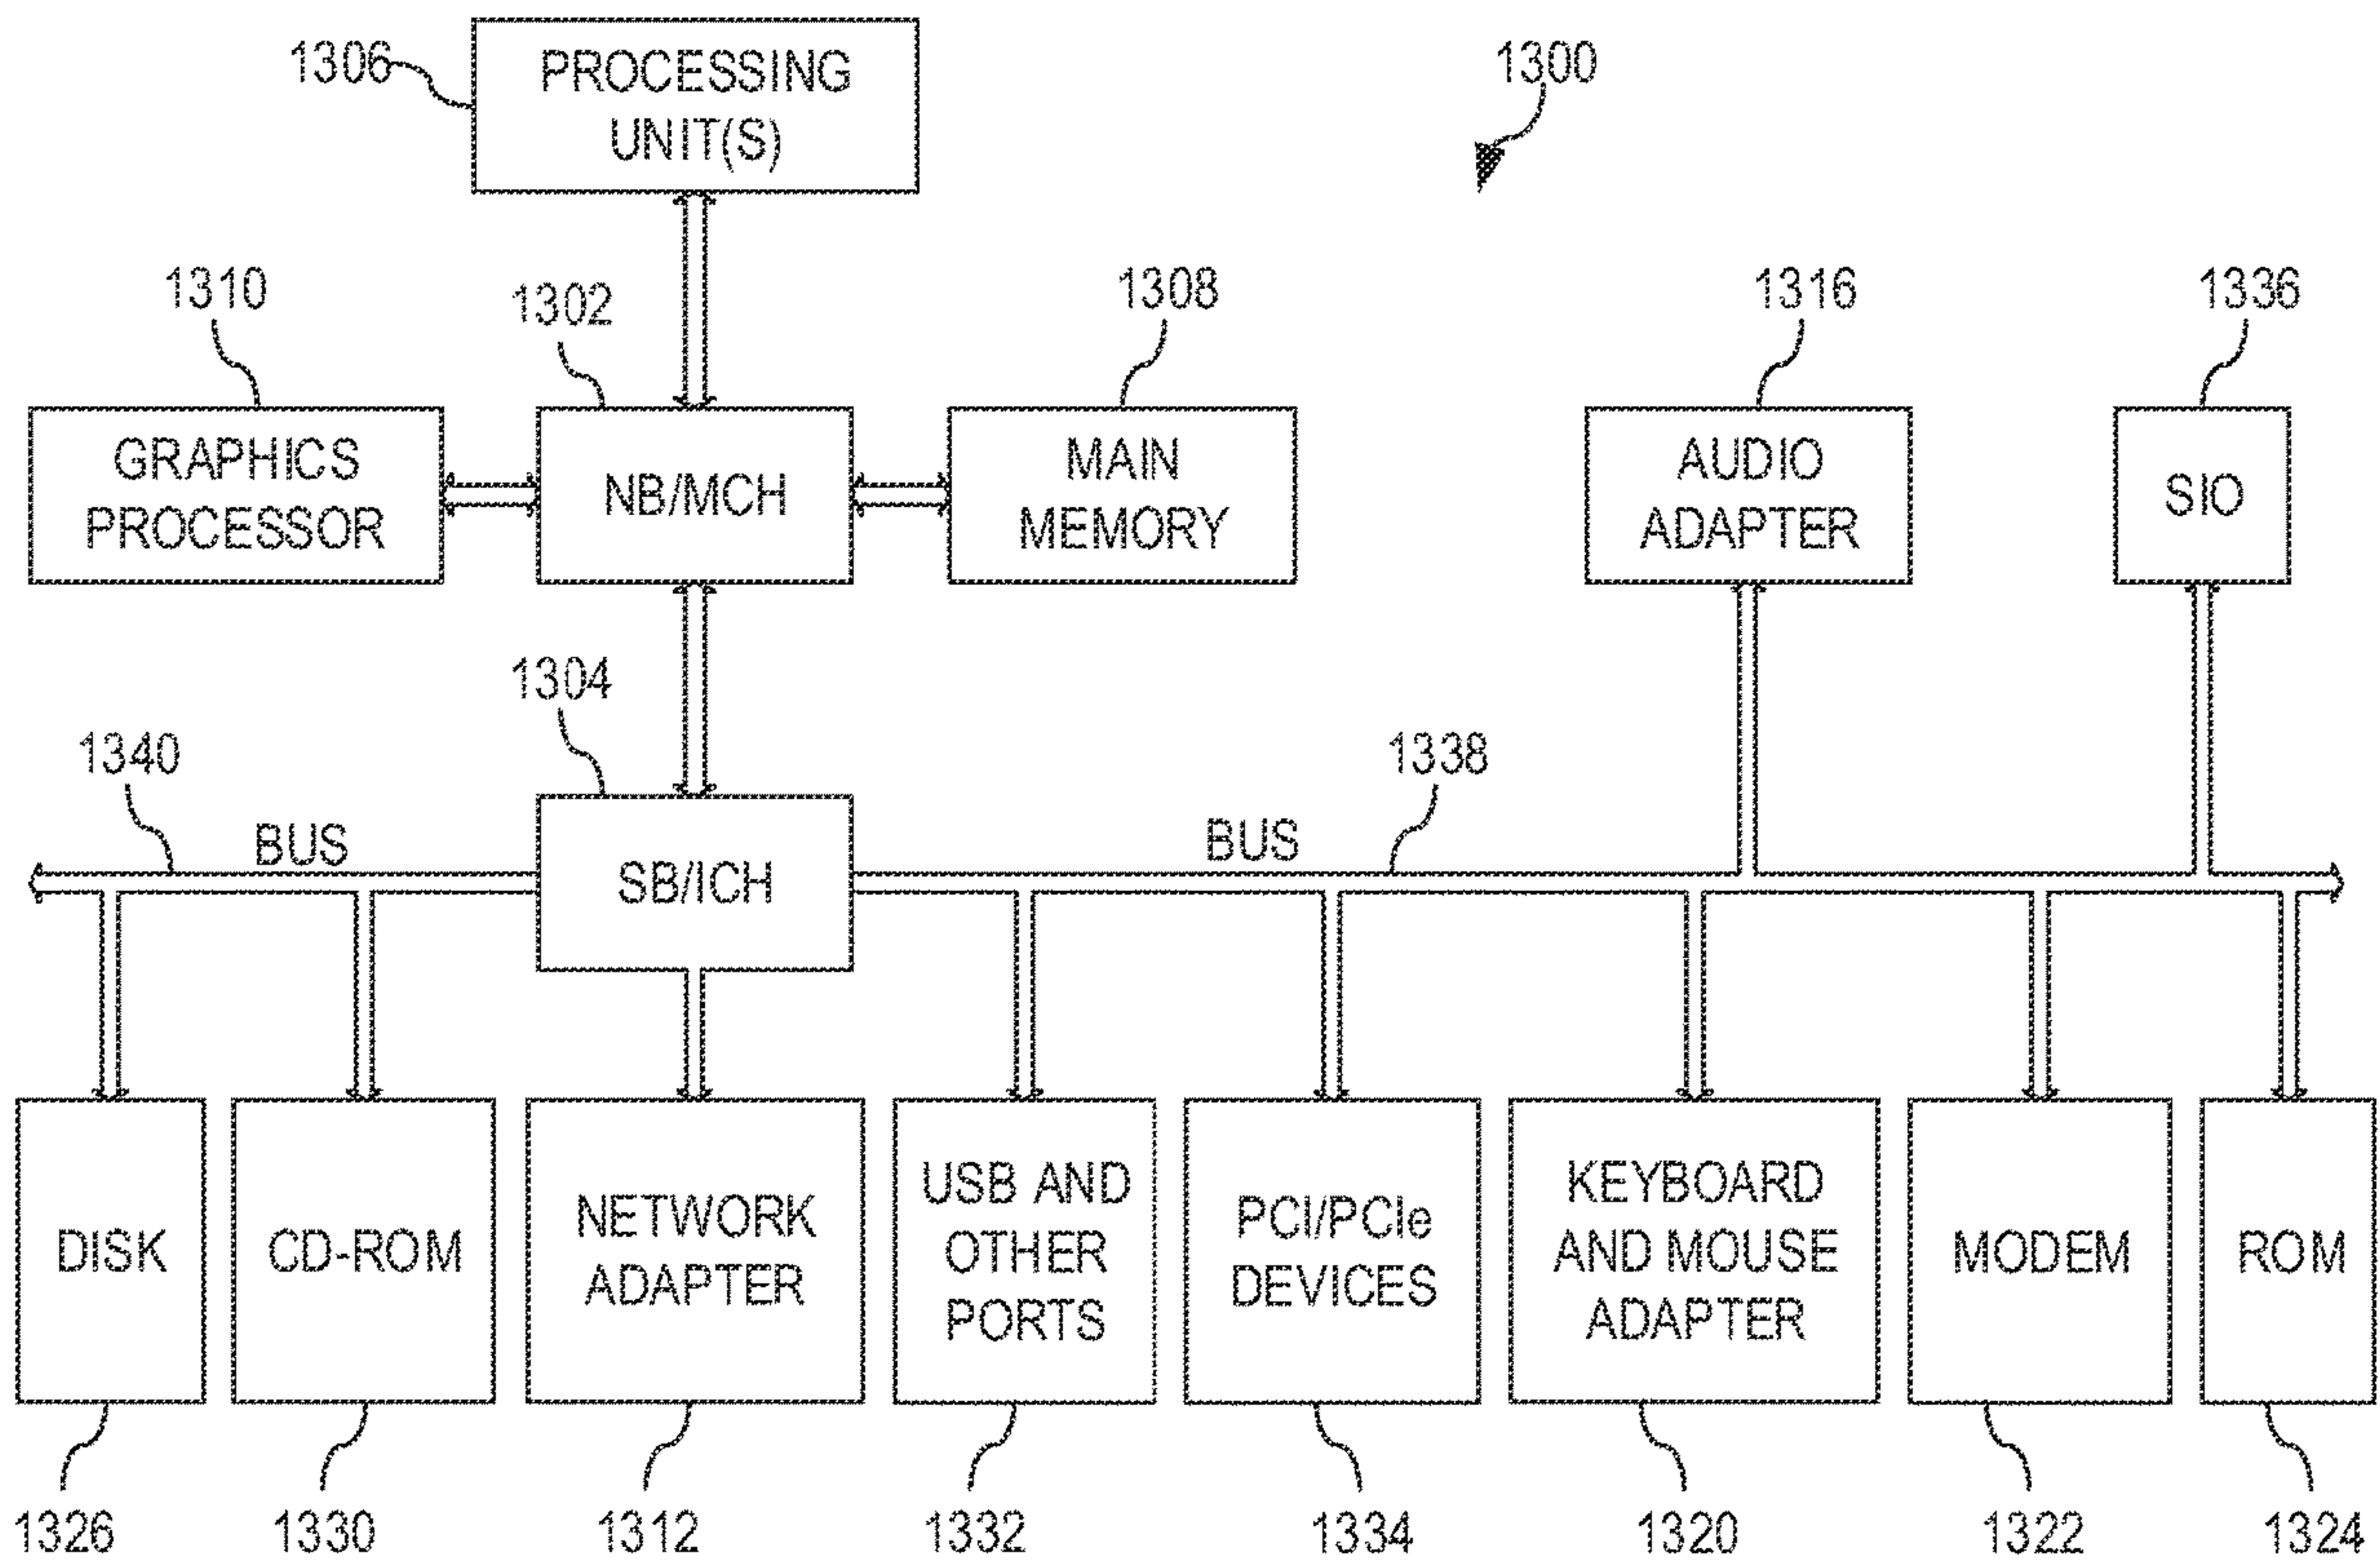 1306
PROCESSING
UNIT(S)
1300
1310
1302
1308
1316
1336
GRAPHICS
PROCESSOR
NB/MCH
MAIN
MEMORY
AUDIO
ADAPTER
SIO
1304
1340
1338
BUS
SB/ICH
BUS
DISK
CD-ROM
NETWORK
ADAPTER
USB AND
OTHER
PORTS
PCI/PCIe
DEVICES
KEYBOARD
AND MOUSE
ADAPTER
MODEM
ROM
1326
1330
1312
1332
1334
1320
1322
1324